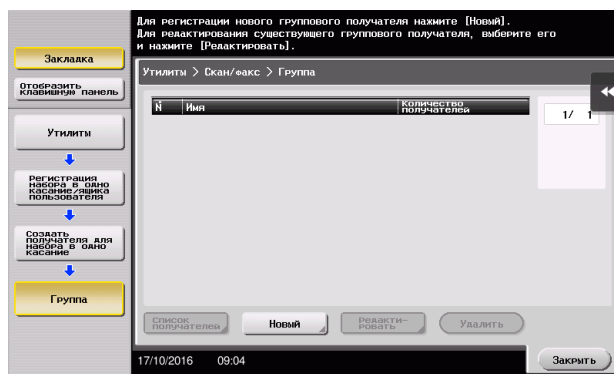 Для регистрации нового группового получателя нажмите [Новый].
Для редактирования существующего группового получателя, выберите его
и нажмите [Редактировать].
Закладка
Отобразить
клавишную панель
Утилиты > Скан/факс > Группа
N
Имя
Количество
получателей
1/ 1
Утилиты
Регистрация
набора в одно
касание/ящика
пользователя
Создать
получателя для
набора в одно
касание
Группа
Список
получателей
Новый
Редакти-
ровать
Удалить
17/10/2016 09:04
Закрыть